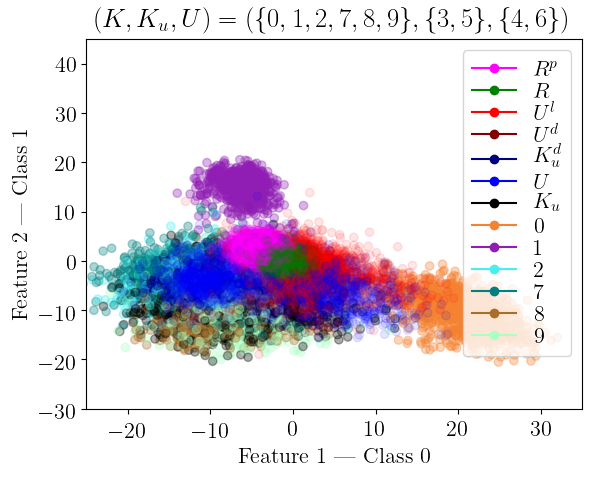 (K, K_u, U) = ({0, 1, 2, 7, 8, 9}, {3, 5}, {4, 6})
40
30
20
10
0
−10
−20
−30
Feature 2 — Class 1
R^p
R
U^l
U^d
K_u^d
U
K_u
0
1
2
7
8
9
−20
−10
0
10
20
30
Feature 1 — Class 0